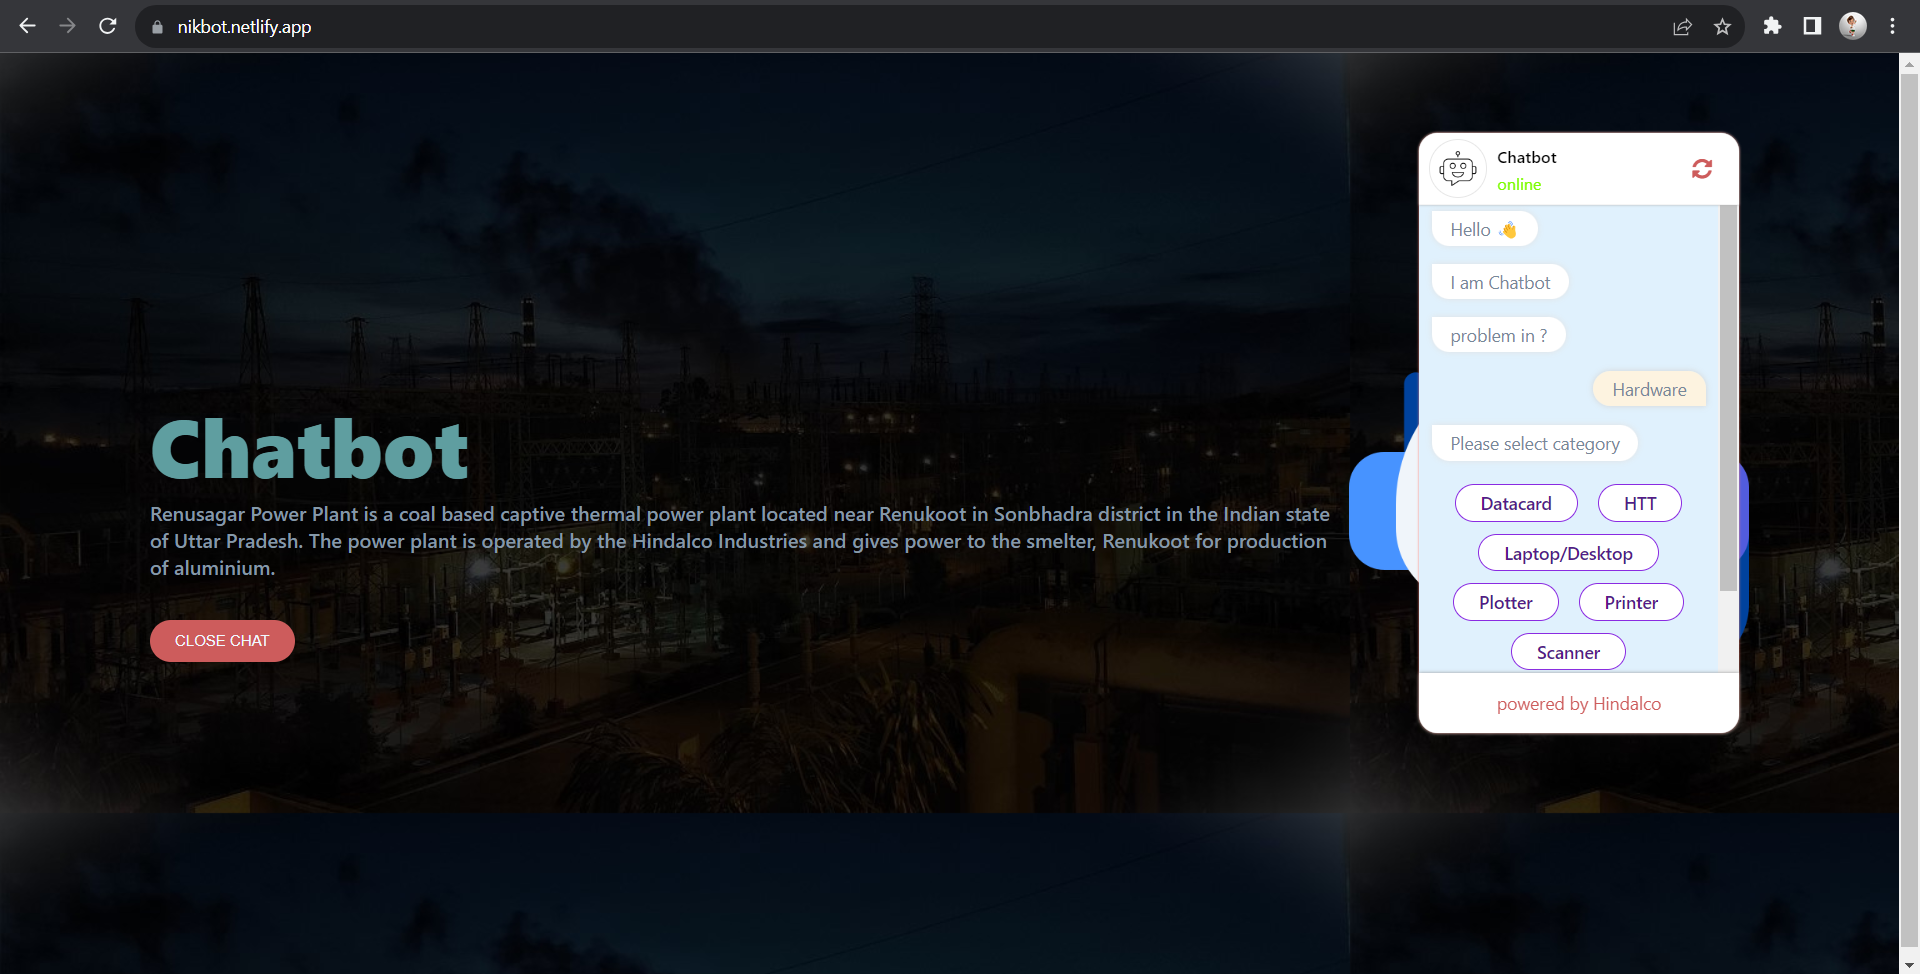 nikbot.netlify.app
Chatbot
Renusagar Power Plant is a coal based captive thermal power plant located near Renukoot in Sonbhadra district in the Indian state
of Uttar Pradesh. The power plant is operated by the Hindalco Industries and gives power to the smelter, Renukoot for production
of aluminium.
CLOSE CHAT
Chatbot
online
Hello 👋
I am Chatbot
problem in ?
Hardware
Please select category
Datacard HTT
Laptop/Desktop
Plotter Printer
Scanner
powered by Hindalco